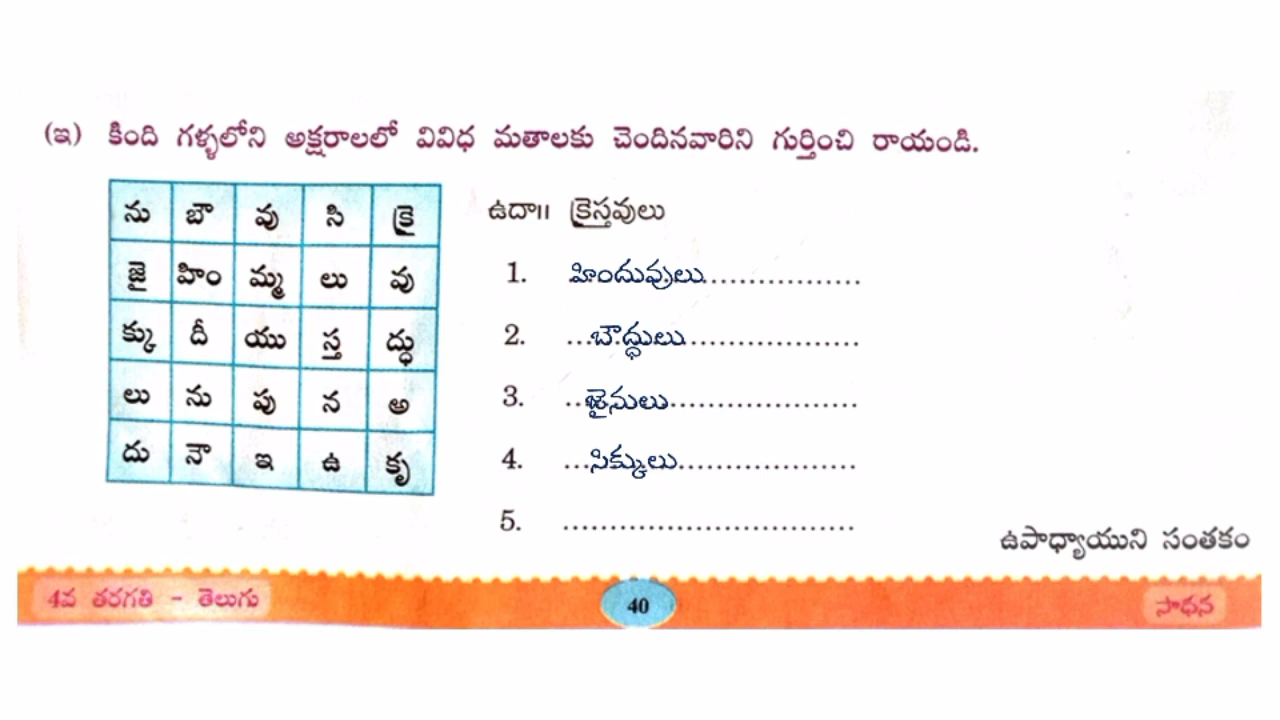 (ఇ) కింది గళ్ళలోని అక్షరాలలో వివిధ మతాలకు చెందినవారిని గుర్తించి రాయండి.
ను బౌ వు సి క్రై
జై హిం మ్మ లు వు
క్కు దీ యు స్త ద్ధు
లు ను పు న అ
దు నౌ ఇ ఉ కృ
ఉదా॥ క్రైస్తవులు
1. హిందువులు.................
2. ...బౌద్ధులు..................
3. ..జైనులు....................
4. ...సిక్కులు...................
5. ..............................
ఉపాధ్యాయుని సంతకం
4వ తరగతి - తెలుగు 40 సాధన